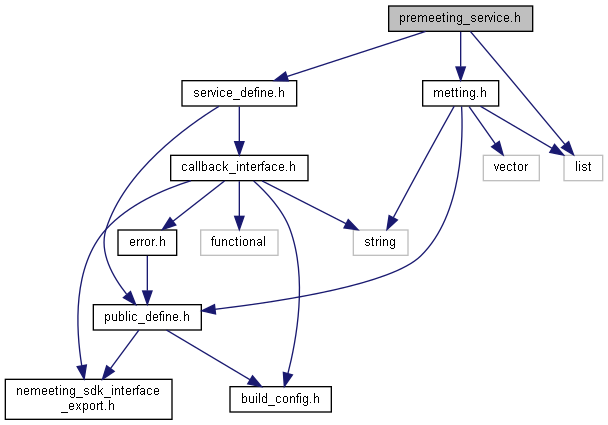 premeeting_service.h
service_define.h
metting.h
callback_interface.h
vector
list
error.h
functional
string
public_define.h
nemeeting_sdk_interface
_export.h
build_config.h